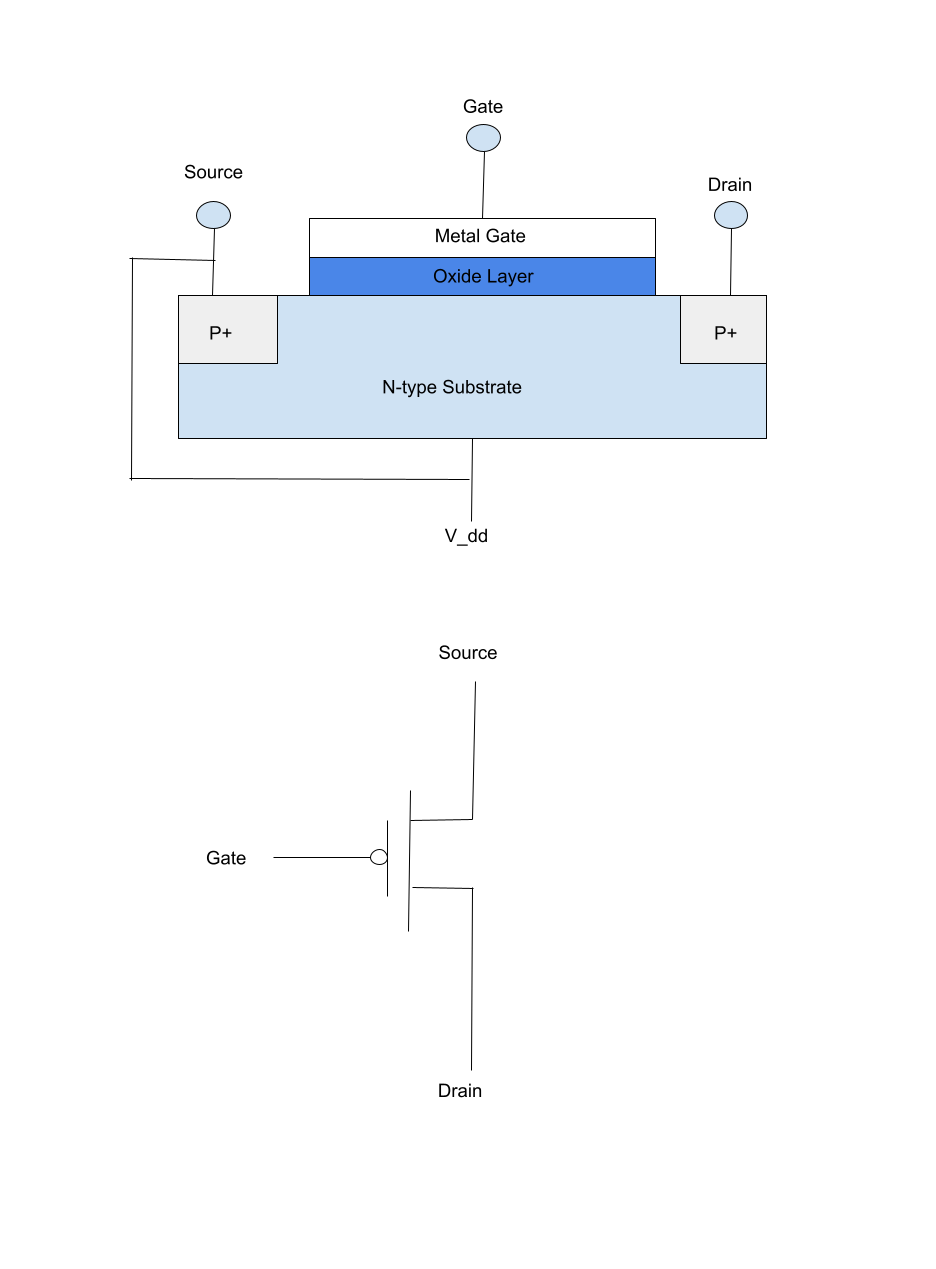 Gate
Source
Drain
Metal Gate
Oxide Layer
P+
P+
N-type Substrate
V_dd
Source
Gate
Drain